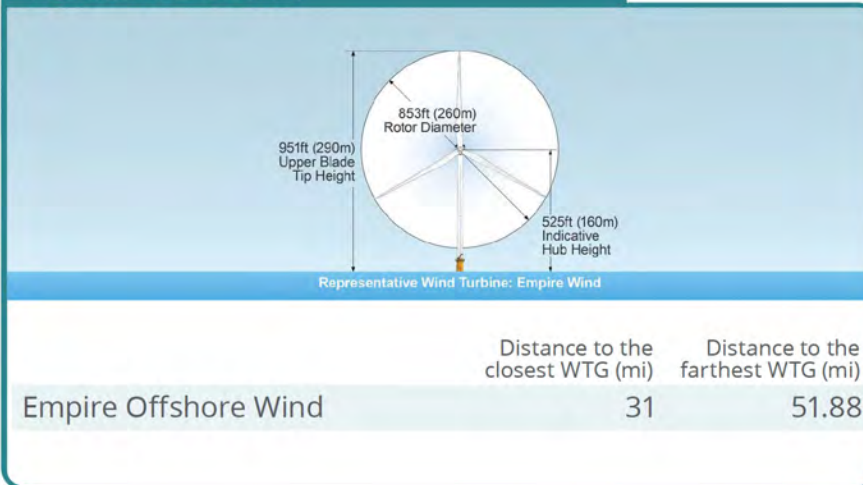 853ft (260m)
Rotor Diameter
951ft (290m)
Upper Blade
Tip Height
525ft (160m)
Indicative
Hub Height
Representative Wind Turbine: Empire Wind
Distance to the
closest WTG (mi)
Distance to the
farthest WTG (mi)
Empire Offshore Wind 31 51.88